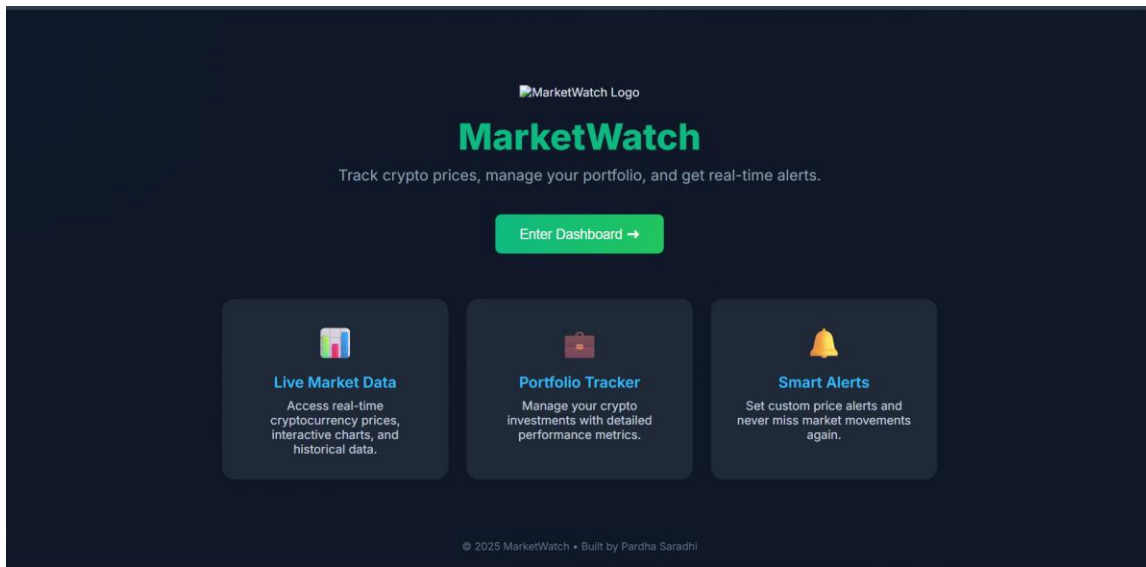 MarketWatch Logo
MarketWatch
Track crypto prices, manage your portfolio, and get real-time alerts.
Enter Dashboard →
Live Market Data
Access real-time
cryptocurrency prices,
interactive charts, and
historical data.
Portfolio Tracker
Manage your crypto
investments with detailed
performance metrics.
Smart Alerts
Set custom price alerts and
never miss market movements
again.
© 2025 MarketWatch • Built by Pardha Saradhi